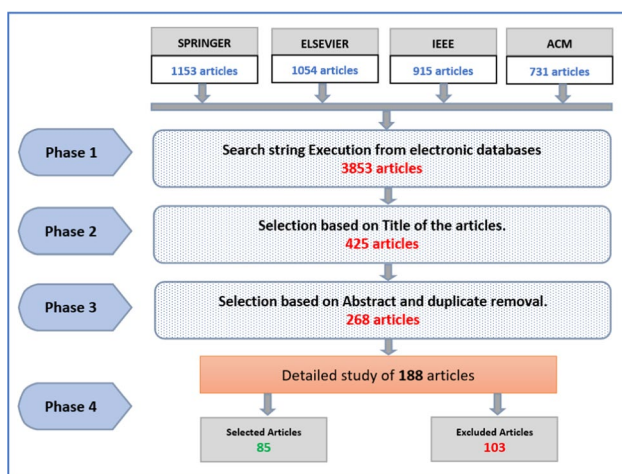 SPRINGER
ELSEVIER
IEEE
ACM
1153 articles
1054 articles
915 articles
731 articles
Phase 1
Search string Execution from electronic databases
3853 articles
Phase 2
Selection based on Title of the articles.
425 articles
Phase 3
Selection based on Abstract and duplicate removal.
268 articles
Detailed study of 188 articles
Phase 4
Selected Articles
85
Excluded Articles
103